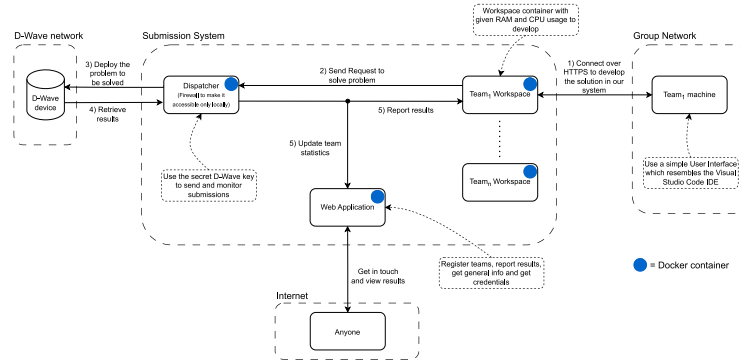 Workspace container with
given RAM and CPU usage to
develop
D-Wave network
Submission System
Group Network
3) Deploy the
problem to
be solved
2) Send Request to
solve problem
1) Connect over
HTTPS to develop
the solution in our
system
D-Wave
device
Dispatcher
(Firewall to make it
accessible only locally)
Team1 Workspace
Team1 machine
4) Retrieve
results
5) Report results
5) Update team
statistics
Use the secret D-Wave key
to send and monitor
submissions
Teamn Workspace
Use a simple User Interface
which resembles the Visual
Studio Code IDE
Web Application
Register teams, report results,
get general info and get
credentials
= Docker container
Get in touch
and view results
Internet
Anyone